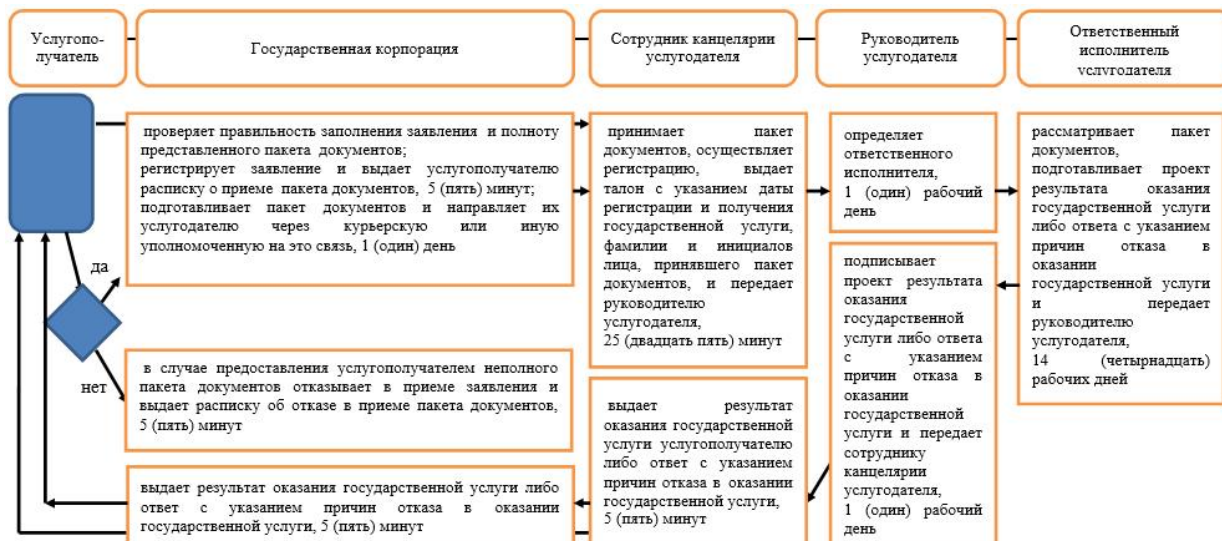 Услугопо-
лучатель
Государственная корпорация
Сотрудник канцелярии
услугодателя
Руководитель
услугодателя
Ответственный
исполнитель
услугодателя
проверяет правильность заполнения заявления и полноту
представленного пакета документов;
регистрирует заявление и выдает услугополучателю
расписку о приеме пакета документов, 5 (пять) минут;
подготавливает пакет документов и направляет их
услугодателю через курьерскую или иную
уполномоченную на это связь, 1 (один) день
да
нет
в случае предоставления услугополучателем неполного
пакета документов отказывает в приеме заявления и
выдает расписку об отказе в приеме пакета документов,
5 (пять) минут
выдает результат оказания государственной услуги либо
ответ с указанием причин отказа в оказании
государственной услуги, 5 (пять) минут
принимает пакет
документов, осуществляет
регистрацию, выдает
талон с указанием даты
регистрации и получения
государственной услуги,
фамилии и инициалов
лица, принявшего пакет
документов, и передает
руководителю
услугодателя,
25 (двадцать пять) минут
выдает результат
оказания государственной
услуги услугополучателю
либо ответ с указанием
причин отказа в оказании
государственной услуги,
5 (пять) минут
определяет
ответственного
исполнителя,
1 (один) рабочий
день
подписывает
проект результата
оказания
государственной
услуги либо ответа
с указанием
причин отказа в
оказании
государственной
услуги и передает
сотруднику
канцелярии
услугодателя,
1 (один) рабочий
день
рассматривает пакет
документов,
подготавливает проект
результата оказания
государственной услуги
либо ответа с указанием
причин отказа в
оказании
государственной услуги
и передает
руководителю
услугодателя,
14 (четырнадцать)
рабочих дней